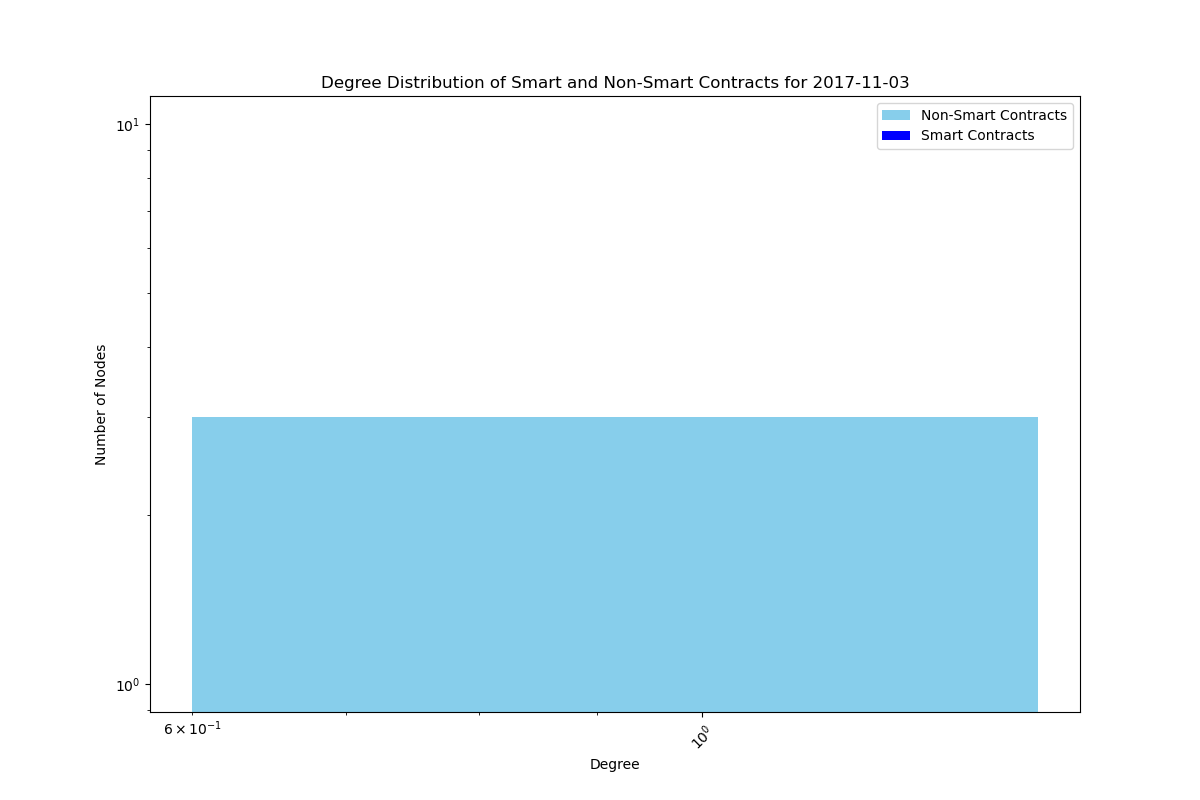 Degree Distribution of Smart and Non-Smart Contracts for 2017-11-03
Non-Smart Contracts
Smart Contracts
10¹
Number of Nodes
10⁰
6 × 10⁻¹
10⁰
Degree